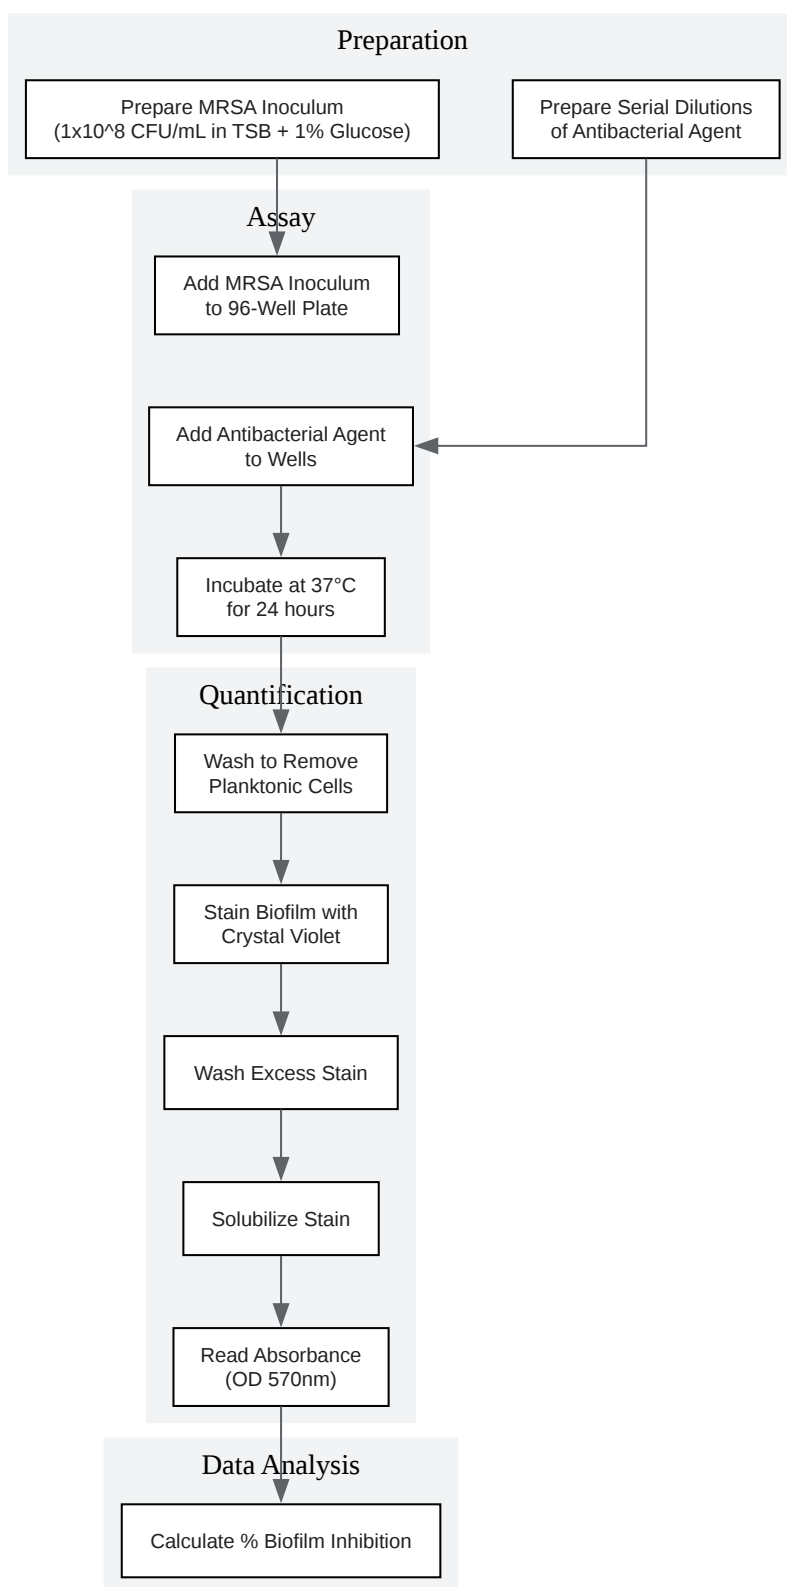 Preparation
Prepare MRSA Inoculum
(1x10^8 CFU/mL in TSB + 1% Glucose)
Prepare Serial Dilutions
of Antibacterial Agent
Assay
Add MRSA Inoculum
to 96-Well Plate
Add Antibacterial Agent
to Wells
Incubate at 37°C
for 24 hours
Quantification
Wash to Remove
Planktonic Cells
Stain Biofilm with
Crystal Violet
Wash Excess Stain
Solubilize Stain
Read Absorbance
(OD 570nm)
Data Analysis
Calculate % Biofilm Inhibition